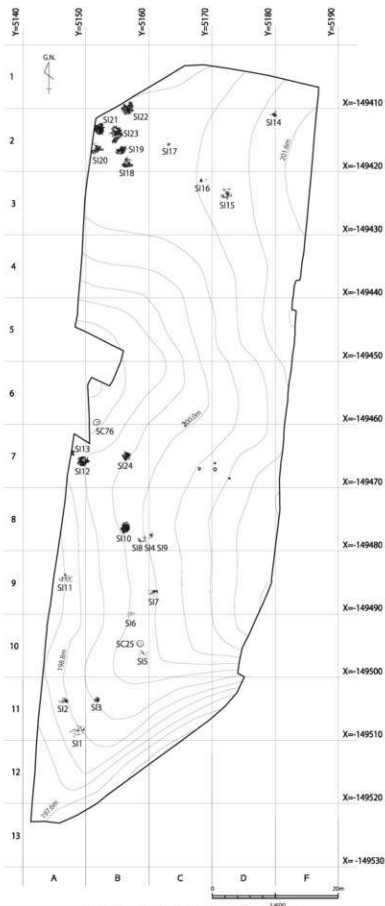 Y=5140
Y=5150
Y=5160
Y=5170
Y=5180
Y=5190
G.N.
1
X=-149410
SI22
SI14
SI21
SI23
201.6m
2
SI19
SI17
SI20
SI18
X=-149420
SI16
SI15
3
X=-149430
4
X=-149440
5
X=-149450
6
200.0m
X=-149460
SC76
SI13
7
SI12
SI24
X=-149470
8
SI10
SI8 SI4 SI9
X=-149480
9
SI11
SI7
X=-149490
SI6
10
SC25
198.8m
SI5
X=-149500
11
SI2
SI3
SI1
X=-149510
12
197.6m
X=-149520
13
X=-149530
A
B
C
D
F
0
20m
1/600